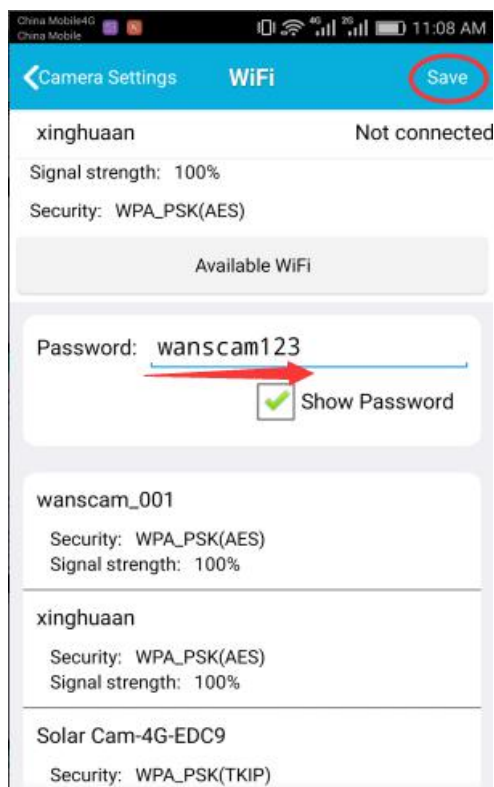 China Mobile4G
China Mobile
4G 2G 11:08 AM
Camera Settings WiFi Save
xinghuaan Not connected
Signal strength: 100%
Security: WPA_PSK(AES)
Available WiFi
Password: wanscam123
Show Password
wanscam_001
Security: WPA_PSK(AES)
Signal strength: 100%
xinghuaan
Security: WPA_PSK(AES)
Signal strength: 100%
Solar Cam-4G-EDC9
Security: WPA_PSK(TKIP)